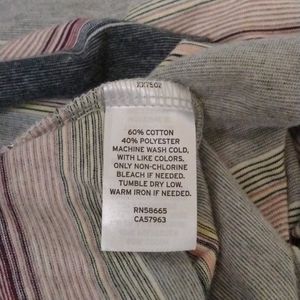 60% COTTON
40% POLYESTER
MACHINE WASH COLD,
WITH LIKE COLORS,
ONLY NON-CHLORINE
BLEACH IF NEEDED.
TUMBLE DRY LOW.
WARM IRON IF NEEDED.
RN58665
CA57963